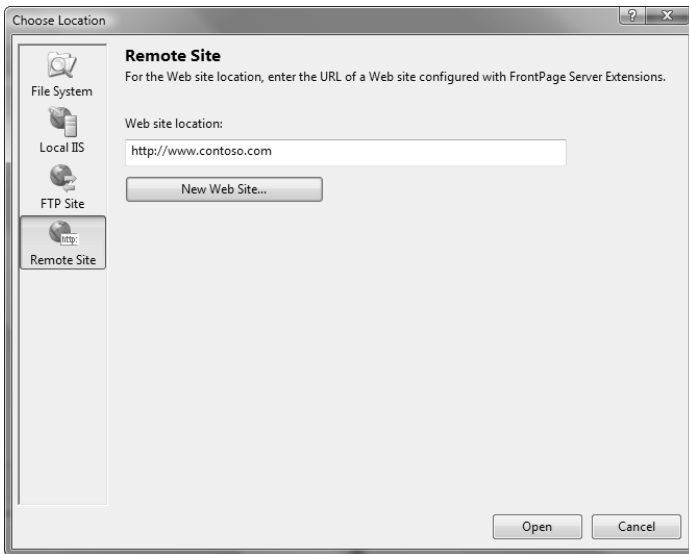 Choose Location
File System
Local IIS
FTP Site
http:
Remote Site
Remote Site
For the Web site location, enter the URL of a Web site configured with FrontPage Server Extensions.
Web site location:
http://www.contoso.com
New Web Site...
Open
Cancel